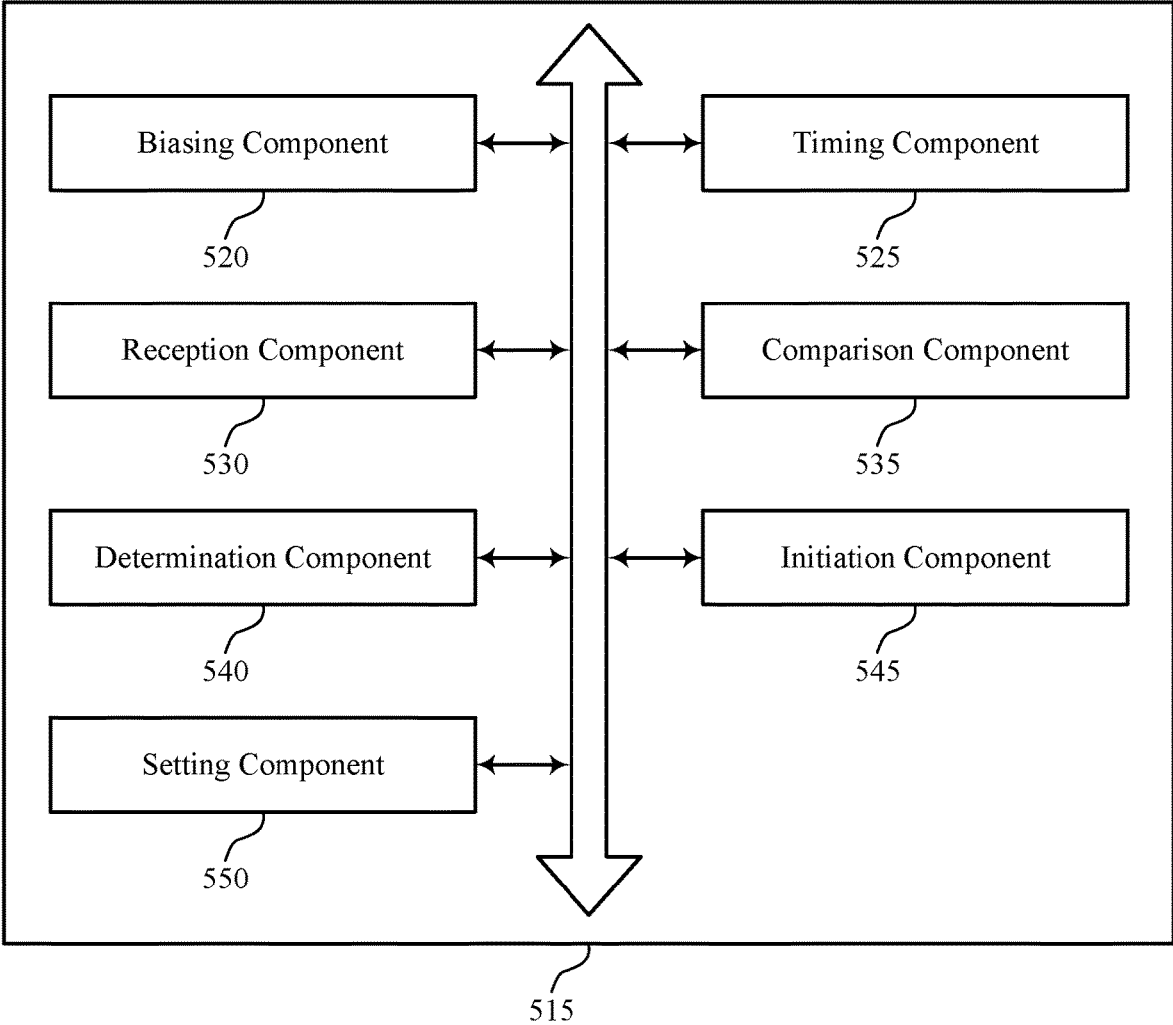 Biasing Component
Timing Component
520
525
Reception Component
Comparison Component
530
535
Determination Component
Initiation Component
540
545
Setting Component
550
515